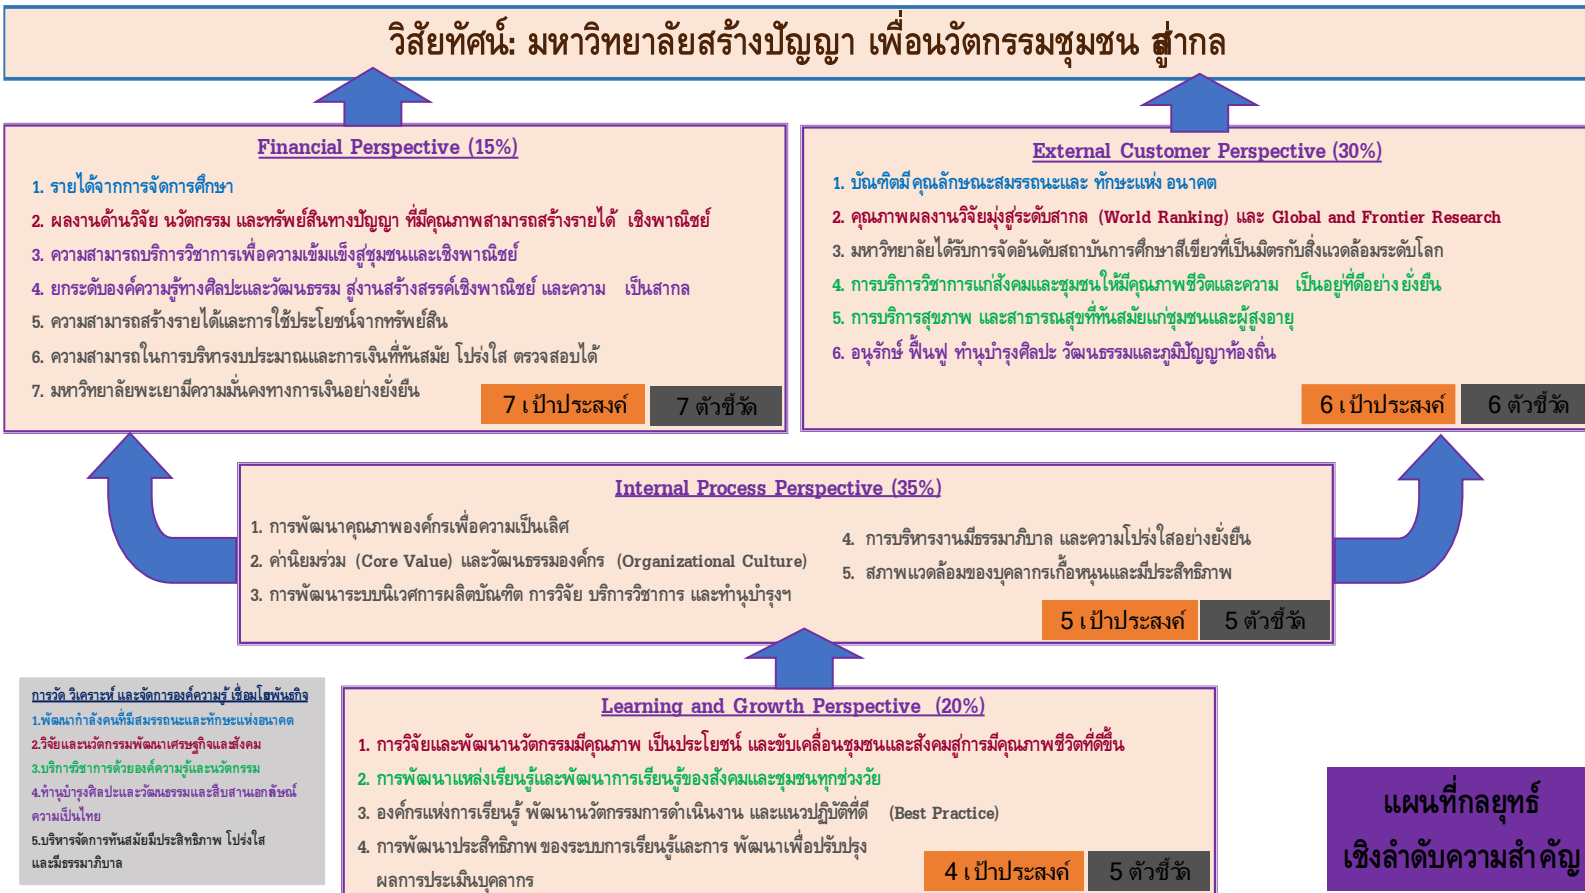 วิสัยทัศน์: มหาวิทยาลัยสร้างปัญญา เพื่อนวัตกรรมชุมชน สู่สากล
Financial Perspective (15%)
1. รายได้จากการจัดการศึกษา
2. ผลงานด้านวิจัย นวัตกรรม และทรัพย์สินทางปัญญา ที่มีคุณภาพสามารถสร้างรายได้ เชิงพาณิชย์
3. ความสามารถบริการวิชาการเพื่อความเข้มแข็งสู่ชุมชนและเชิงพาณิชย์
4. ยกระดับองค์ความรู้ทางศิลปะและวัฒนธรรม สู่งานสร้างสรรค์เชิงพาณิชย์ และความ เป็นสากล
5. ความสามารถสร้างรายได้และการใช้ประโยชน์จากทรัพย์สิน
6. ความสามารถในการบริหารงบประมาณและการเงินที่ทันสมัย โปร่งใส ตรวจสอบได้
7. มหาวิทยาลัยพะเยามีความมั่นคงทางการเงินอย่างยั่งยืน
7 เป้าประสงค์ 7 ตัวชี้วัด
External Customer Perspective (30%)
1. บัณฑิตมีคุณลักษณะสมรรถนะและ ทักษะแห่ง อนาคต
2. คุณภาพผลงานวิจัยมุ่งสู่ระดับสากล (World Ranking) และ Global and Frontier Research
3. มหาวิทยาลัยได้รับการจัดอันดับสถาบันการศึกษาสีเขียวที่เป็นมิตรกับสิ่งแวดล้อมระดับโลก
4. การบริการวิชาการแก่สังคมและชุมชนให้มีคุณภาพชีวิตและความ เป็นอยู่ที่ดีอย่าง ยั่งยืน
5. การบริการสุขภาพ และสาธารณสุขที่ทันสมัยแก่ชุมชนและผู้สูงอายุ
6. อนุรักษ์ ฟื้นฟู ทำนุบำรุงศิลปะ วัฒนธรรมและภูมิปัญญาท้องถิ่น
6 เป้าประสงค์ 6 ตัวชี้วัด
Internal Process Perspective (35%)
1. การพัฒนาคุณภาพองค์กรเพื่อความเป็นเลิศ
2. ค่านิยมร่วม (Core Value) และวัฒนธรรมองค์กร (Organizational Culture)
3. การพัฒนาระบบนิเวศการผลิตบัณฑิต การวิจัย บริการวิชาการ และทำนุบำรุงฯ
4. การบริหารงานมีธรรมาภิบาล และความโปร่งใสอย่างยั่งยืน
5. สภาพแวดล้อมของบุคลากรเกื้อหนุนและมีประสิทธิภาพ
5 เป้าประสงค์ 5 ตัวชี้วัด
การวัด วิเคราะห์ และจัดการองค์ความรู้ เชื่อมโยงพันธกิจ
1.พัฒนากำลังคนที่มีสมรรถนะและทักษะแห่งอนาคต
2.วิจัยและนวัตกรรมพัฒนาเศรษฐกิจและสังคม
3.บริการวิชาการด้วยองค์ความรู้และนวัตกรรม
4.ทำนุบำรุงศิลปะและวัฒนธรรมและสืบสานเอกลักษณ์
ความเป็นไทย
5.บริหารจัดการทันสมัยมีประสิทธิภาพ โปร่งใส
และมีธรรมาภิบาล
Learning and Growth Perspective (20%)
1. การวิจัยและพัฒนานวัตกรรมมีคุณภาพ เป็นประโยชน์ และขับเคลื่อนชุมชนและสังคมสู่การมีคุณภาพชีวิตที่ดีขึ้น
2. การพัฒนาแหล่งเรียนรู้และพัฒนาการเรียนรู้ของสังคมและชุมชนทุกช่วงวัย
3. องค์กรแห่งการเรียนรู้ พัฒนานวัตกรรมการดำเนินงาน และแนวปฏิบัติที่ดี (Best Practice)
4. การพัฒนาประสิทธิภาพ ของระบบการเรียนรู้และการ พัฒนาเพื่อปรับปรุง
ผลการประเมินบุคลากร
4 เป้าประสงค์ 5 ตัวชี้วัด
แผนที่กลยุทธ์
เชิงลำดับความสำคัญ